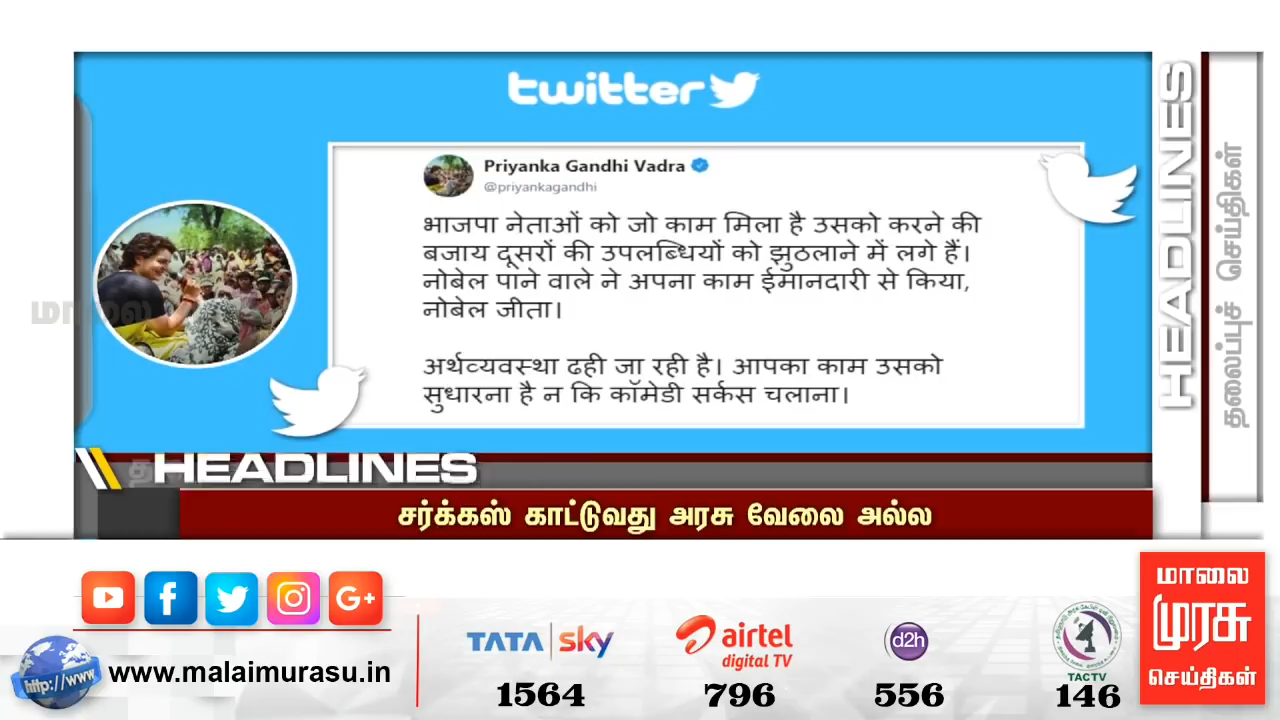 twitter
Priyanka Gandhi Vadra
@priyankagandhi
भाजपा नेताओं को जो काम मिला है उसको करने की
बजाय दूसरों की उपलब्धियों को झुठलाने में लगे हैं।
नोबेल पाने वाले ने अपना काम ईमानदारी से किया,
नोबेल जीता।
अर्थव्यवस्था ढही जा रही है। आपका काम उसको
सुधारना है न कि कॉमेडी सर्कस चलाना।
HEADLINES
தலைப்புச் செய்திகள்
மாலை
HEADLINES
சர்க்கஸ் காட்டுவது அரசு வேலை அல்ல
G+
http://www
www.malaimurasu.in
TATA sky
1564
airtel
digital TV
796
d2h
556
TACTV
146
மாலை
முரசு
செய்திகள்